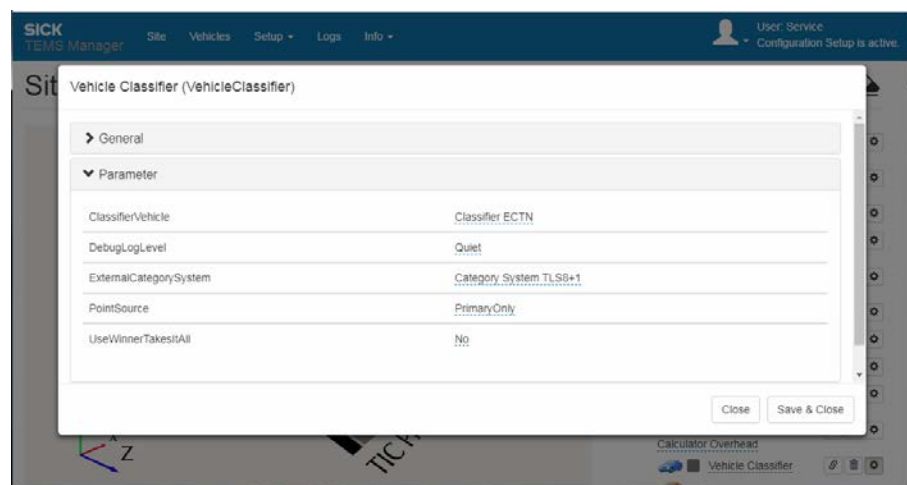 SICK
TEMS Manager
Site Vehicles Setup Logs Info
User: Service
Configuration Setup is active.
Sit
Vehicle Classifier (VehicleClassifier)
General
Parameter
ClassifierVehicle Classifier ECTN
DebugLogLevel Quiet
ExternalCategorySystem Category System TLS8+1
PointSource PrimaryOnly
UseWinnerTakesItAll No
Close Save & Close
Z
TIC
Calculator Overhead
Vehicle Classifier